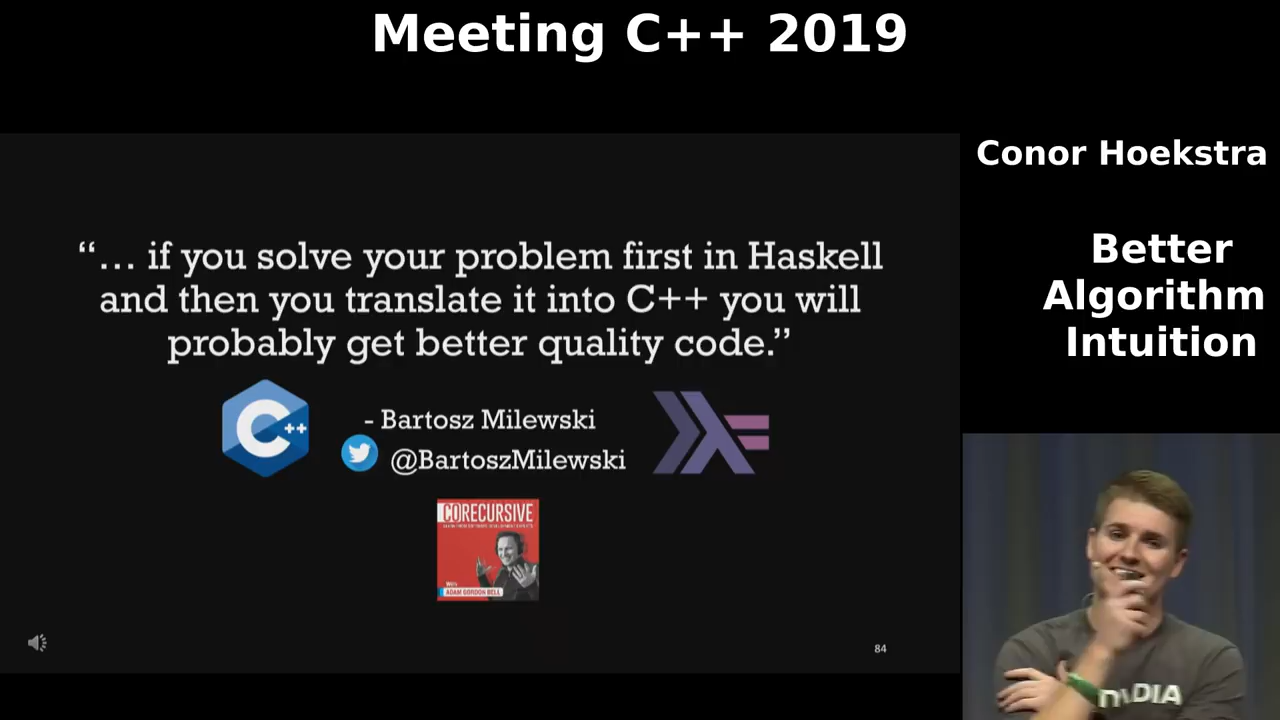 Meeting C++ 2019
Conor Hoekstra
Better
Algorithm
Intuition
“… if you solve your problem first in Haskell
and then you translate it into C++ you will
probably get better quality code.”
C++
- Bartosz Milewski
@BartoszMilewski
CORECURSIVE
With
ADAM GORDON BELL
84
NVIDIA